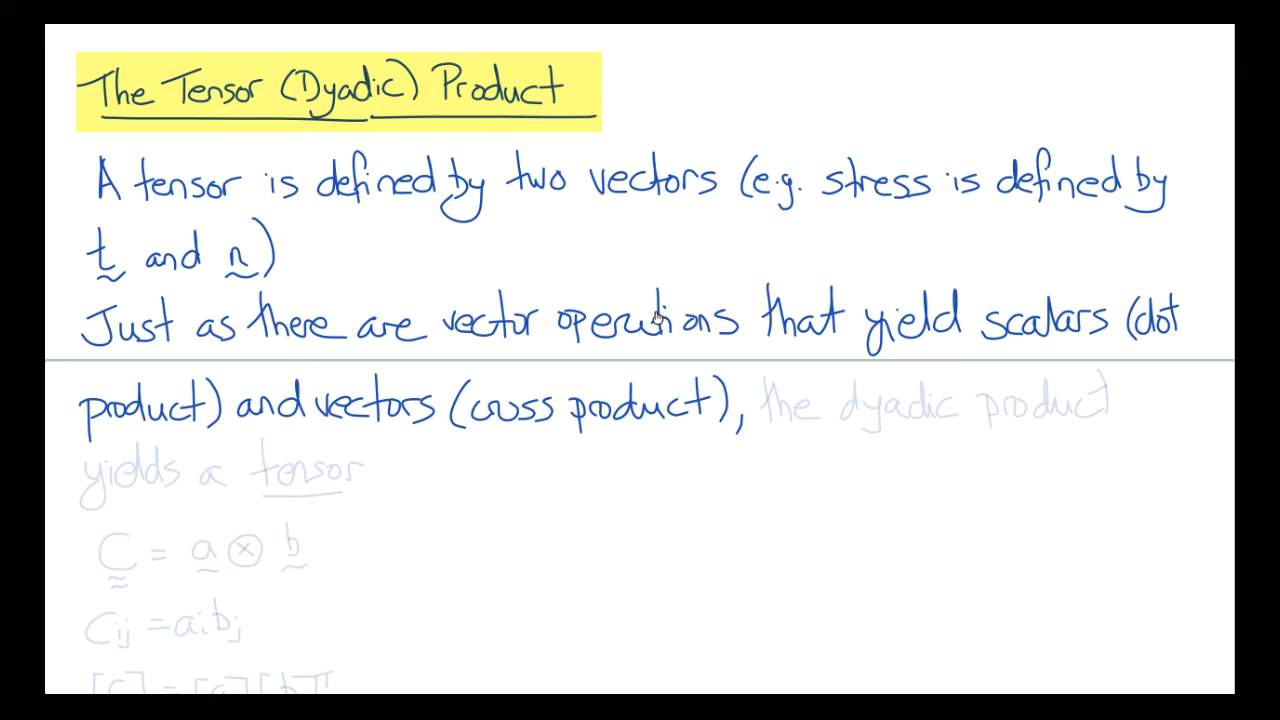 The Tensor (Dyadic) Product
A tensor is defined by two vectors (e.g. stress is defined by
t and n)
Just as there are vector operations that yield scalars (dot
product) and vectors (cross product), the dyadic product
yields a tensor
C = a ⊗ b
Cij = aibj
[C] = [a][b]T